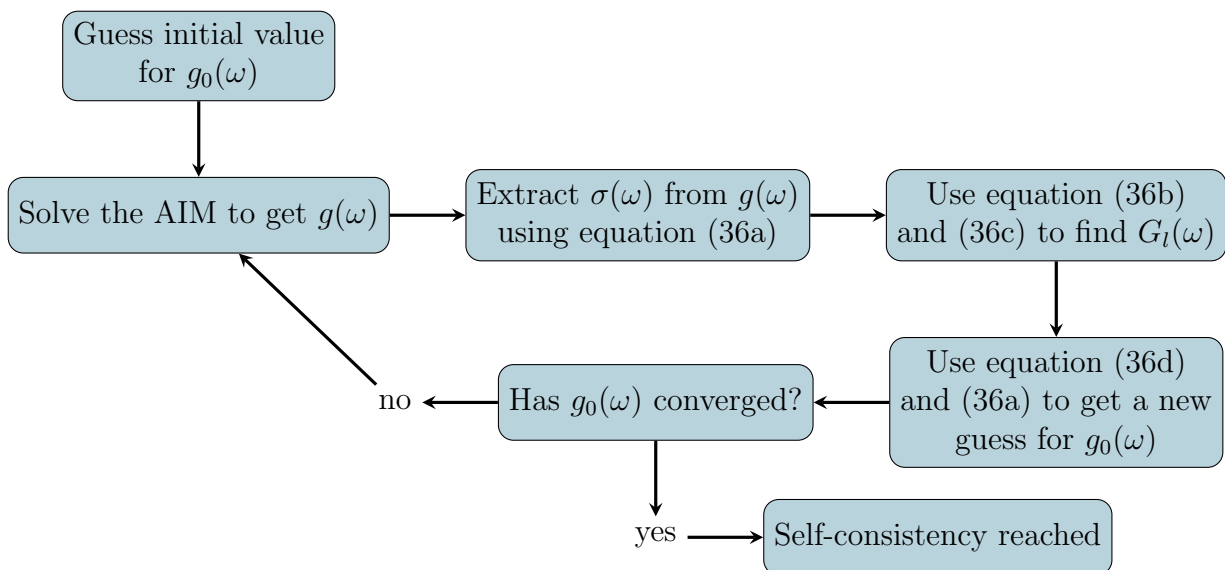 Guess initial value
for g₀(ω)
Solve the AIM to get g(ω)
Extract σ(ω) from g(ω)
using equation (36a)
Use equation (36b)
and (36c) to find Gₗ(ω)
Use equation (36d)
and (36a) to get a new
guess for g₀(ω)
Has g₀(ω) converged?
no
yes
Self-consistency reached